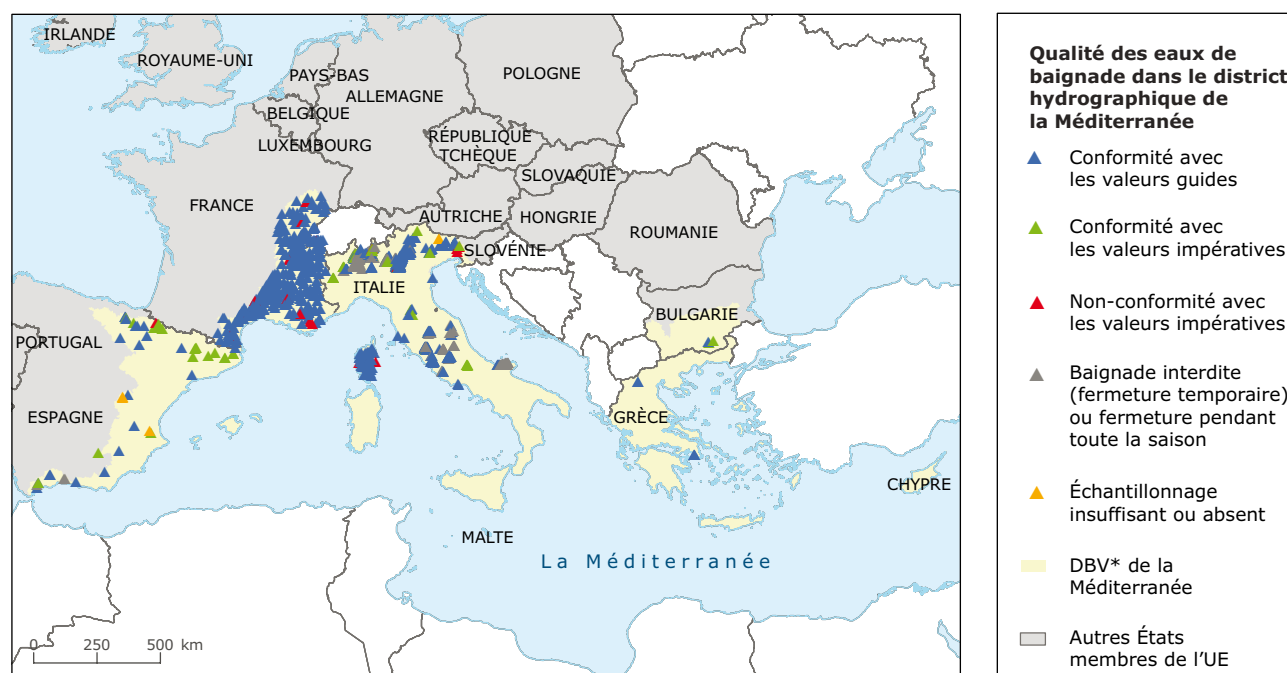 IRLANDE
ROYAUME-UNI
PAYS-BAS
POLOGNE
ALLEMAGNE
BELGIQUE
RÉPUBLIQUE
TCHÈQUE
LUXEMBOURG
SLOVAQUIE
FRANCE
AUTRICHE
HONGRIE
ROUMANIE
SLOVÉNIE
ITALIE
BULGARIE
PORTUGAL
ESPAGNE
GRÈCE
CHYPRE
MALTE
La Méditerranée
0 250 500 km
Qualité des eaux de
baignade dans le district
hydrographique de
la Méditerranée
Conformité avec
les valeurs guides
Conformité avec
les valeurs impératives
Non-conformité avec
les valeurs impératives
Baignade interdite
(fermeture temporaire)
ou fermeture pendant
toute la saison
Échantillonnage
insuffisant ou absent
DBV* de la
Méditerranée
Autres États
membres de l'UE